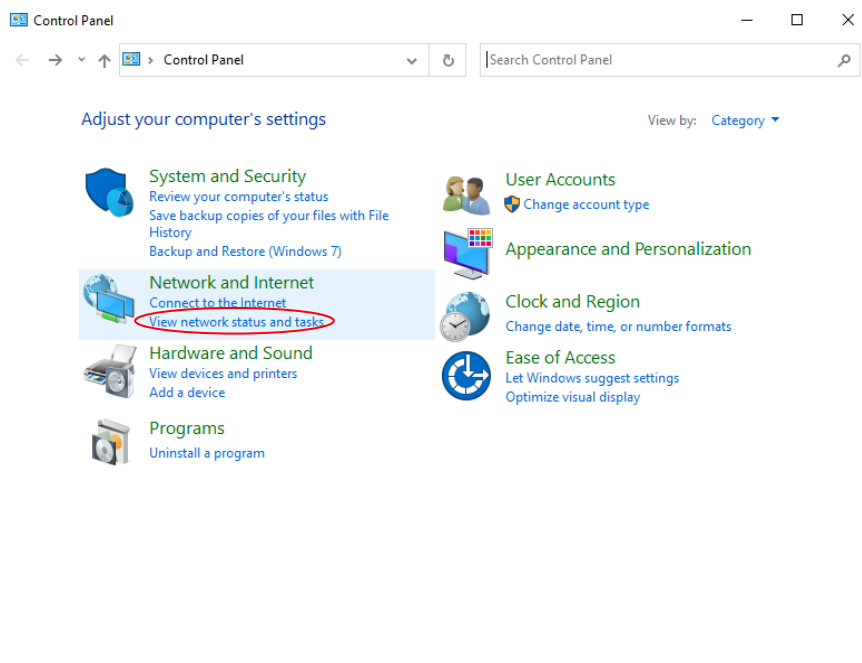 Control Panel
Control Panel
Search Control Panel
Adjust your computer's settings
View by: Category
System and Security
Review your computer's status
Save backup copies of your files with File
History
Backup and Restore (Windows 7)
Network and Internet
Connect to the Internet
View network status and tasks
Hardware and Sound
View devices and printers
Add a device
Programs
Uninstall a program
User Accounts
Change account type
Appearance and Personalization
Clock and Region
Change date, time, or number formats
Ease of Access
Let Windows suggest settings
Optimize visual display